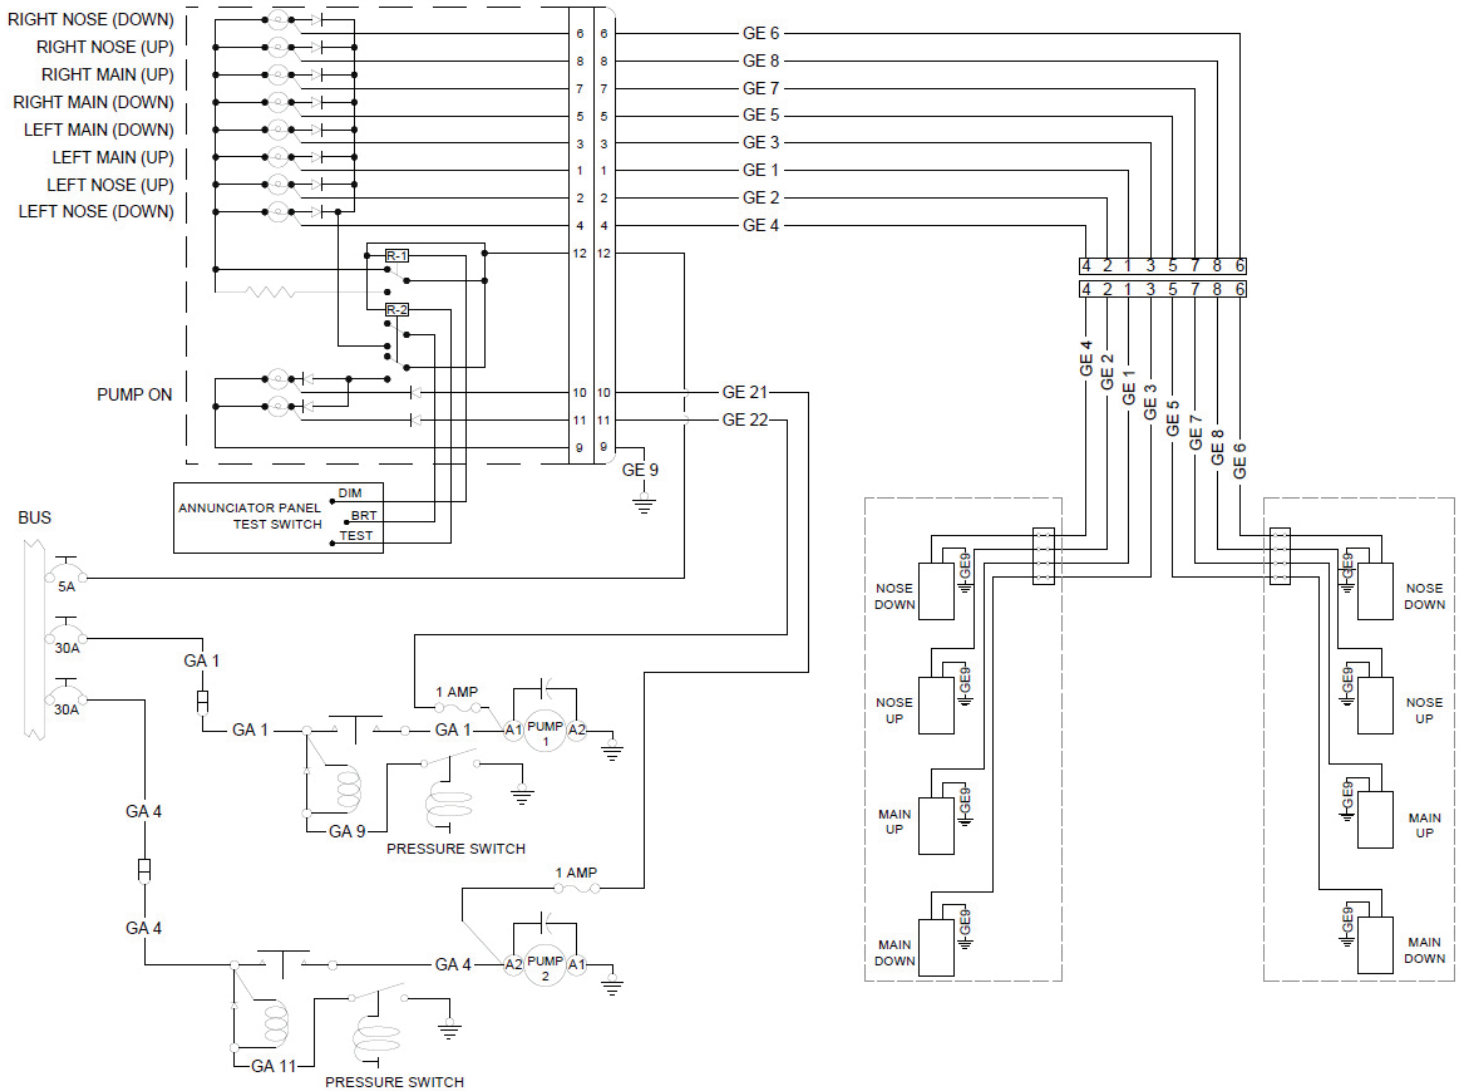 RIGHT NOSE (DOWN)
RIGHT NOSE (UP)
RIGHT MAIN (UP)
RIGHT MAIN (DOWN)
LEFT MAIN (DOWN)
LEFT MAIN (UP)
LEFT NOSE (UP)
LEFT NOSE (DOWN)
PUMP ON
R-1
R-2
6 6
8 8
7 7
5 5
3 3
1 1
2 2
4 4
12 12
10 10
11 11
9 9
GE 6
GE 8
GE 7
GE 5
GE 3
GE 1
GE 2
GE 4
GE 21
GE 22
GE 9
4 2 1 3 5 7 8 6
4 2 1 3 5 7 8 6
GE 4
GE 2
GE 1
GE 3
GE 5
GE 7
GE 8
GE 6
ANNUNCIATOR PANEL
TEST SWITCH
DIM
BRT
TEST
BUS
5A
30A
30A
GA 1
GA 1
GA 1
1 AMP
A1
PUMP
1
A2
GA 9
PRESSURE SWITCH
GA 4
GA 4
GA 4
1 AMP
A2
PUMP
2
A1
GA 11
PRESSURE SWITCH
NOSE
DOWN
GE9
NOSE
UP
GE9
MAIN
UP
GE9
MAIN
DOWN
GE9
GE9
NOSE
DOWN
GE9
NOSE
UP
GE9
MAIN
UP
GE9
MAIN
DOWN